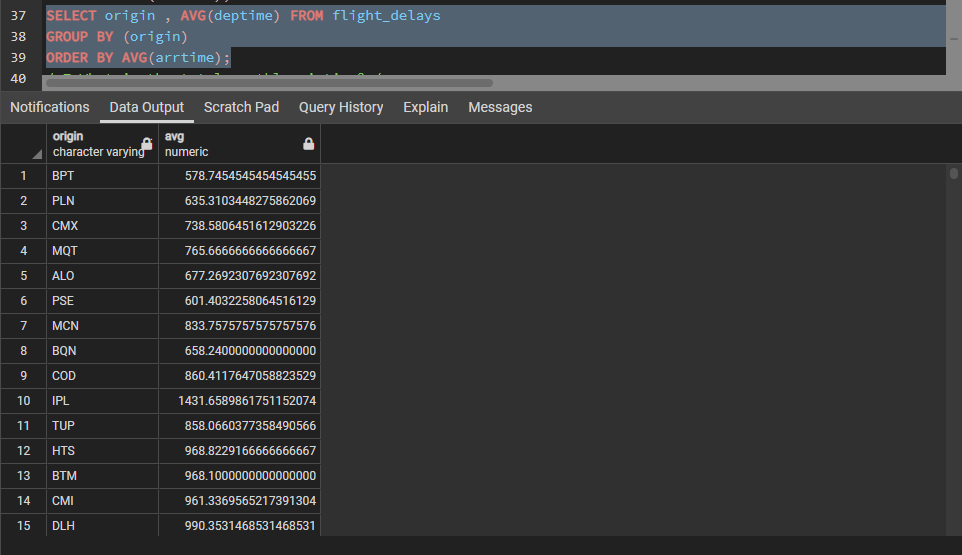 37 SELECT origin , AVG(deptime) FROM flight_delays
38 GROUP BY (origin)
39 ORDER BY AVG(arrtime);
40
Notifications Data Output Scratch Pad Query History Explain Messages
origin avg
character varying numeric
1 BPT 578.7454545454545455
2 PLN 635.3103448275862069
3 CMX 738.5806451612903226
4 MQT 765.6666666666666667
5 ALO 677.2692307692307692
6 PSE 601.4032258064516129
7 MCN 833.7575757575757576
8 BQN 658.2400000000000000
9 COD 860.4117647058823529
10 IPL 1431.6589861751152074
11 TUP 858.0660377358490566
12 HTS 968.8229166666666667
13 BTM 968.1000000000000000
14 CMI 961.3369565217391304
15 DLH 990.3531468531468531